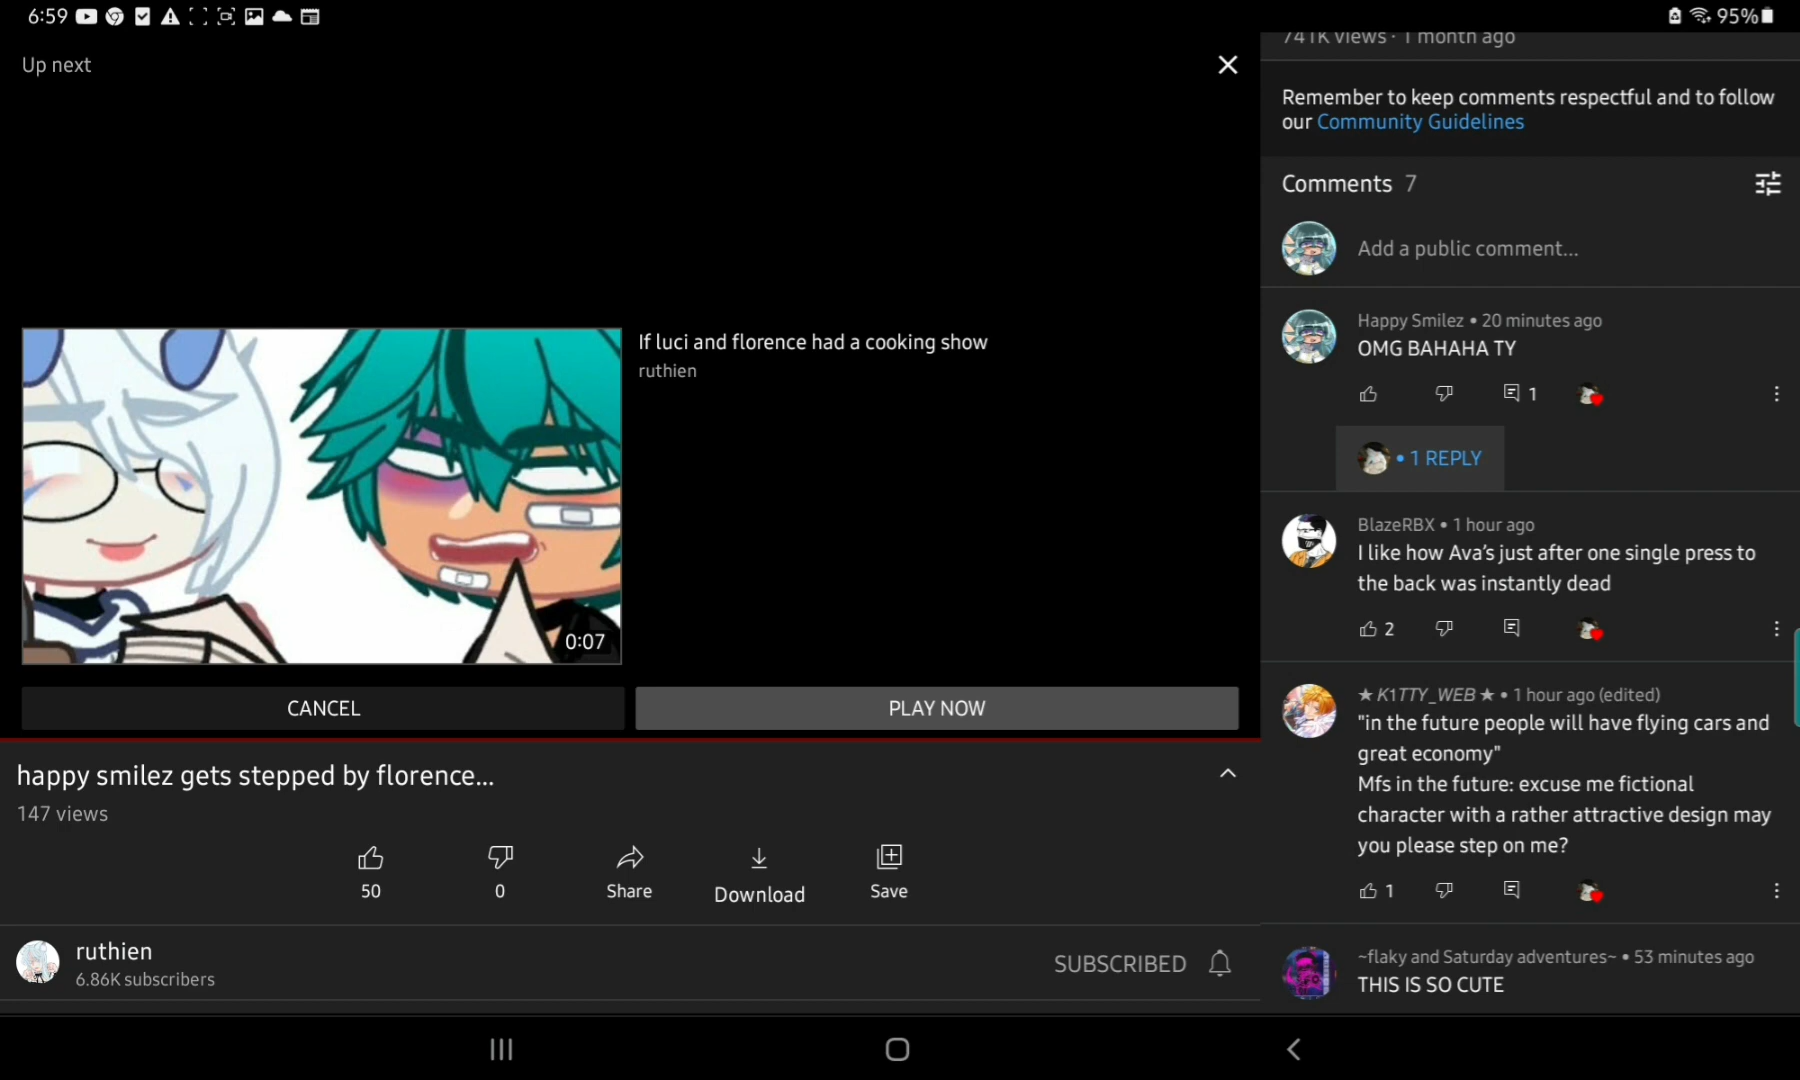 6:59
95%
Up next
If luci and florence had a cooking show
ruthien
0:07
CANCEL
PLAY NOW
happy smilez gets stepped by florence...
147 views
50
0
Share
Download
Save
ruthien
6.86K subscribers
SUBSCRIBED
741K views · 1 month ago
Remember to keep comments respectful and to follow
our Community Guidelines
Comments 7
Add a public comment...
Happy Smilez • 20 minutes ago
OMG BAHAHA TY
1
• 1 REPLY
BlazeRBX • 1 hour ago
I like how Ava's just after one single press to
the back was instantly dead
2
★ K1TTY_WEB ★ • 1 hour ago (edited)
"in the future people will have flying cars and
great economy"
Mfs in the future: excuse me fictional
character with a rather attractive design may
you please step on me?
1
~flaky and Saturday adventures~ • 53 minutes ago
THIS IS SO CUTE